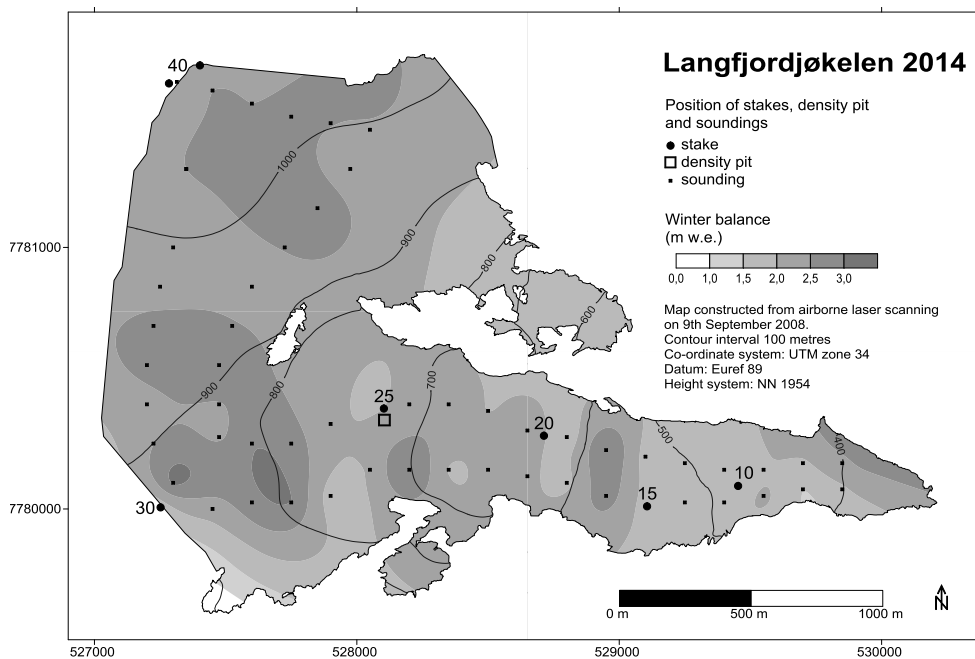 Langfjordjøkelen 2014
Position of stakes, density pit
and soundings
stake
density pit
sounding
Winter balance
(m w.e.)
0,0 1,0 1,5 2,0 2,5 3,0
Map constructed from airborne laser scanning
on 9th September 2008.
Contour interval 100 metres
Co-ordinate system: UTM zone 34
Datum: Euref 89
Height system: NN 1954
40
1000
7781000
900
800
600
900
800
700
25
20
500
400
10
15
30
7780000
0 m 500 m 1000 m
N
527000 528000 529000 530000